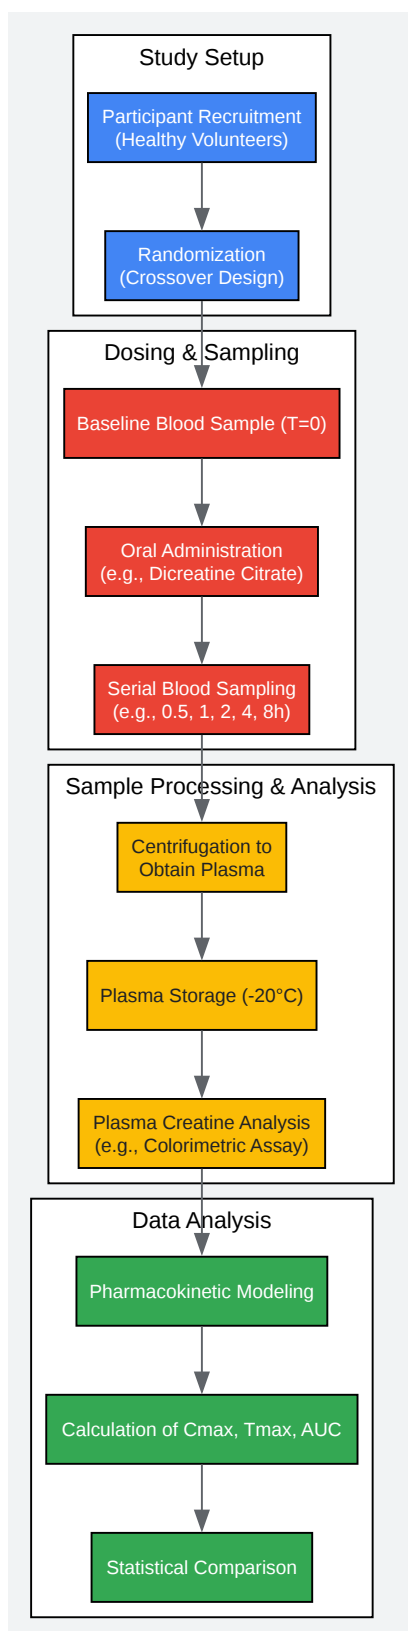 Study Setup
Participant Recruitment
(Healthy Volunteers)
Randomization
(Crossover Design)
Dosing & Sampling
Baseline Blood Sample (T=0)
Oral Administration
(e.g., Dicreatine Citrate)
Serial Blood Sampling
(e.g., 0.5, 1, 2, 4, 8h)
Sample Processing & Analysis
Centrifugation to
Obtain Plasma
Plasma Storage (-20°C)
Plasma Creatine Analysis
(e.g., Colorimetric Assay)
Data Analysis
Pharmacokinetic Modeling
Calculation of Cmax, Tmax, AUC
Statistical Comparison